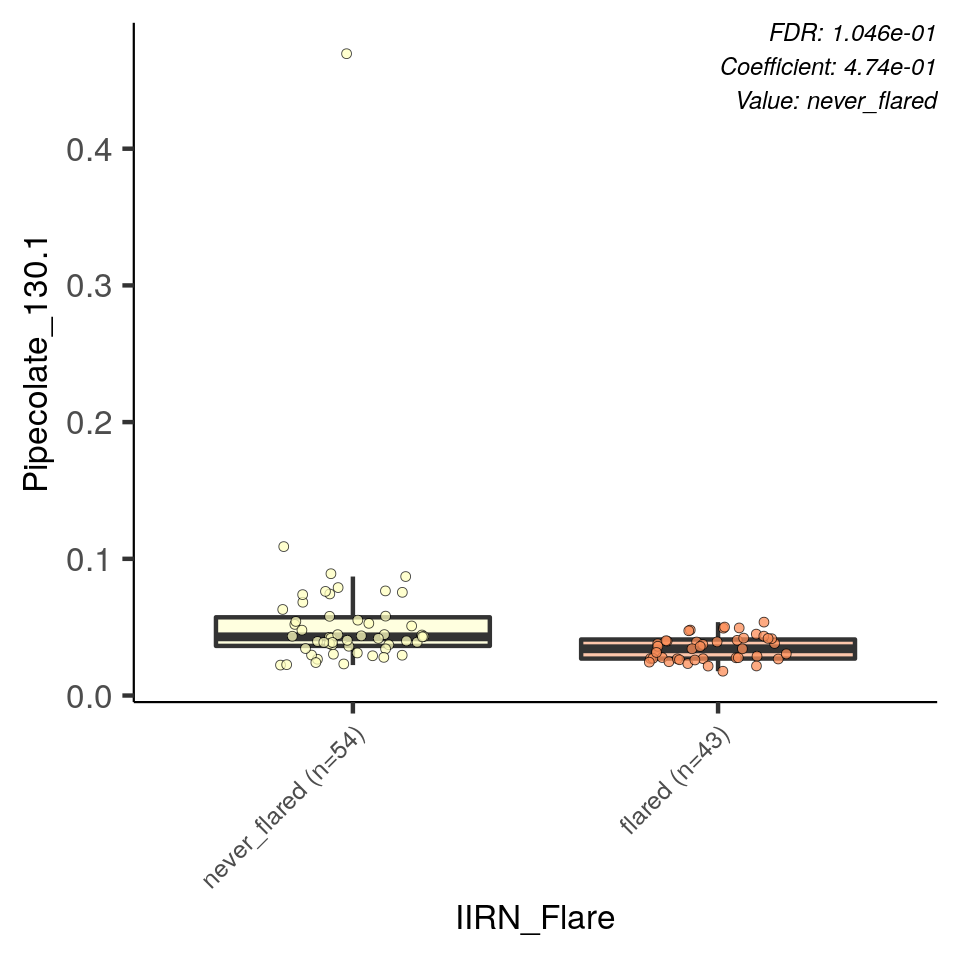 FDR: 1.046e-01
Coefficient: 4.74e-01
Value: never_flared
Pipecolate_130.1
0.4
0.3
0.2
0.1
0.0
never_flared (n=54)
flared (n=43)
IIRN_Flare